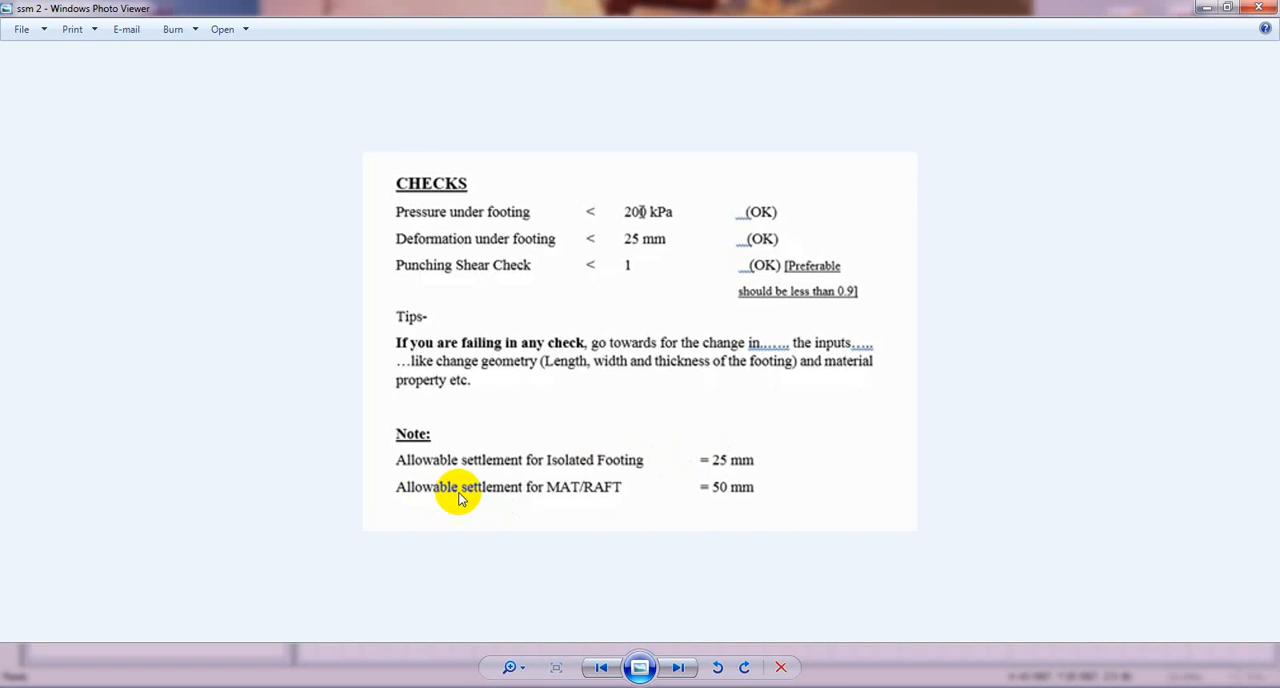 ssm 2 - Windows Photo Viewer
File Print E-mail Burn Open
CHECKS
Pressure under footing < 200 kPa (OK)
Deformation under footing < 25 mm (OK)
Punching Shear Check < 1 (OK) [Preferable
should be less than 0.9]
Tips-
If you are failing in any check, go towards for the change in....... the inputs.....
...like change geometry (Length, width and thickness of the footing) and material
property etc.
Note:
Allowable settlement for Isolated Footing = 25 mm
Allowable settlement for MAT/RAFT = 50 mm